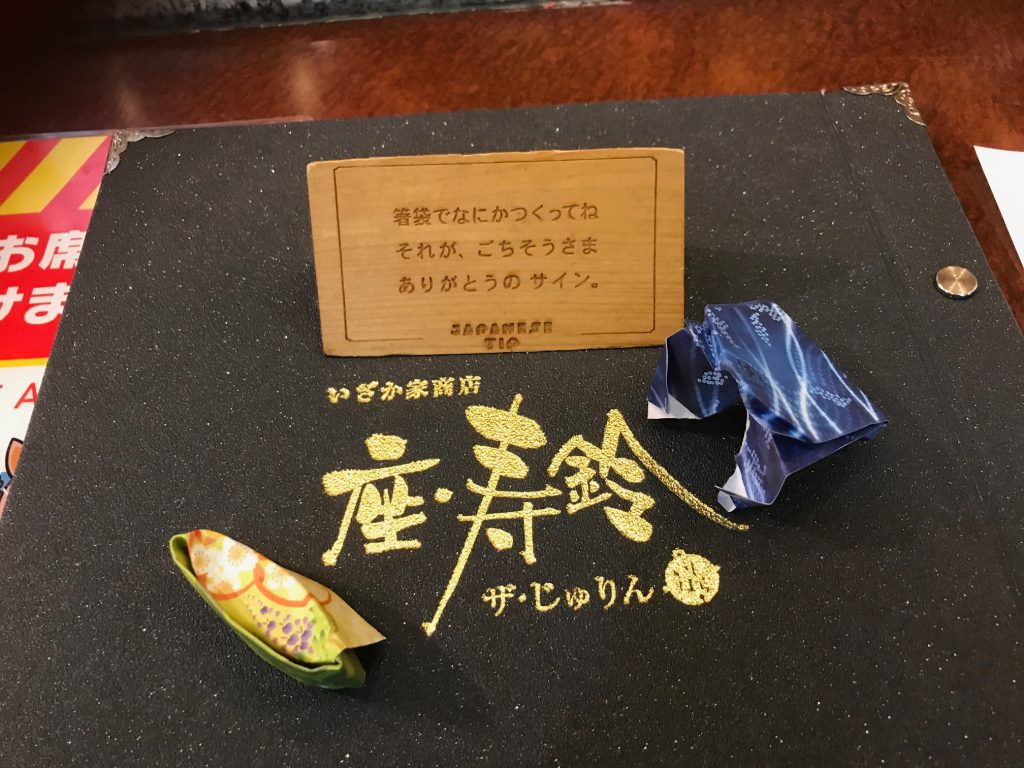 箸袋でなにかつくってね
それが、ごちそうさま
ありがとうの サイン。
JAPANESE
TIP
いざか家商店
座・寿鈴
ザ・じゅりん
お席
けま
A